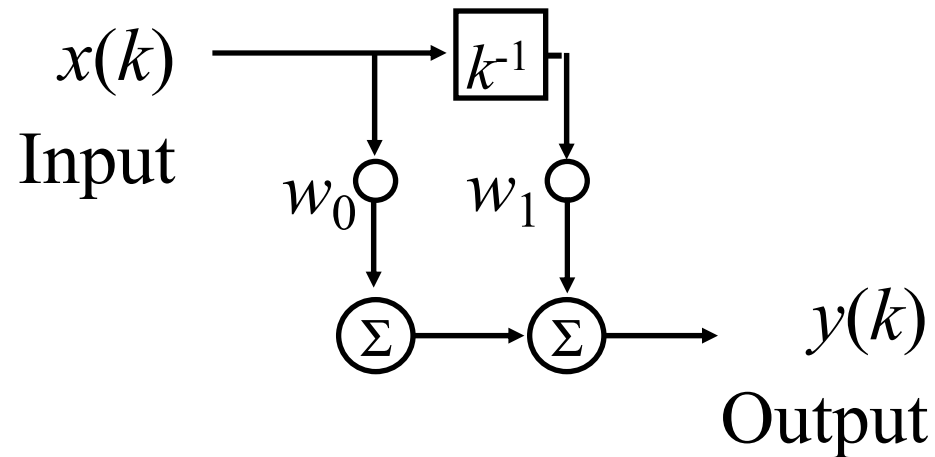 x(k)
Input
k⁻¹
w₀
w₁
Σ
Σ
y(k)
Output